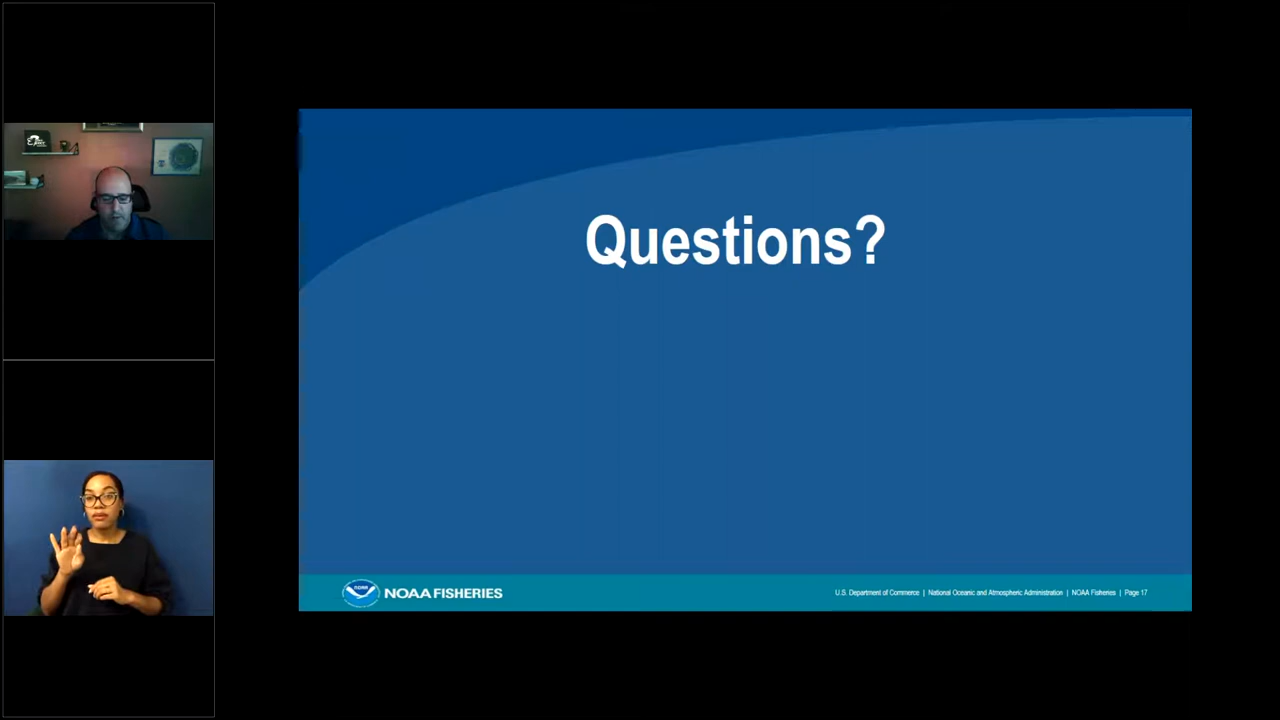 Questions?
NOAA FISHERIES
U.S. Department of Commerce | National Oceanic and Atmospheric Administration | NOAA Fisheries | Page 17